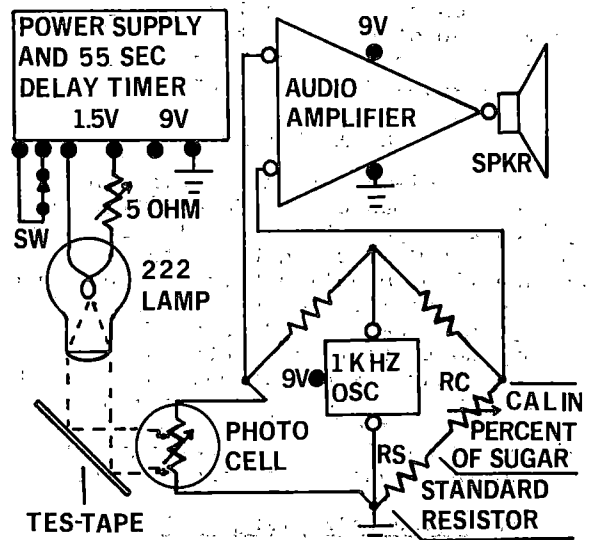 POWER SUPPLY
AND 55 SEC
DELAY TIMER
1.5V 9V
SW
5 OHM
222
LAMP
TES-TAPE
PHOTO
CELL
9V
AUDIO
AMPLIFIER
SPKR
9V
1 KHZ
OSC
RC
RS
CAL IN
PERCENT
OF SUGAR
STANDARD
RESISTOR